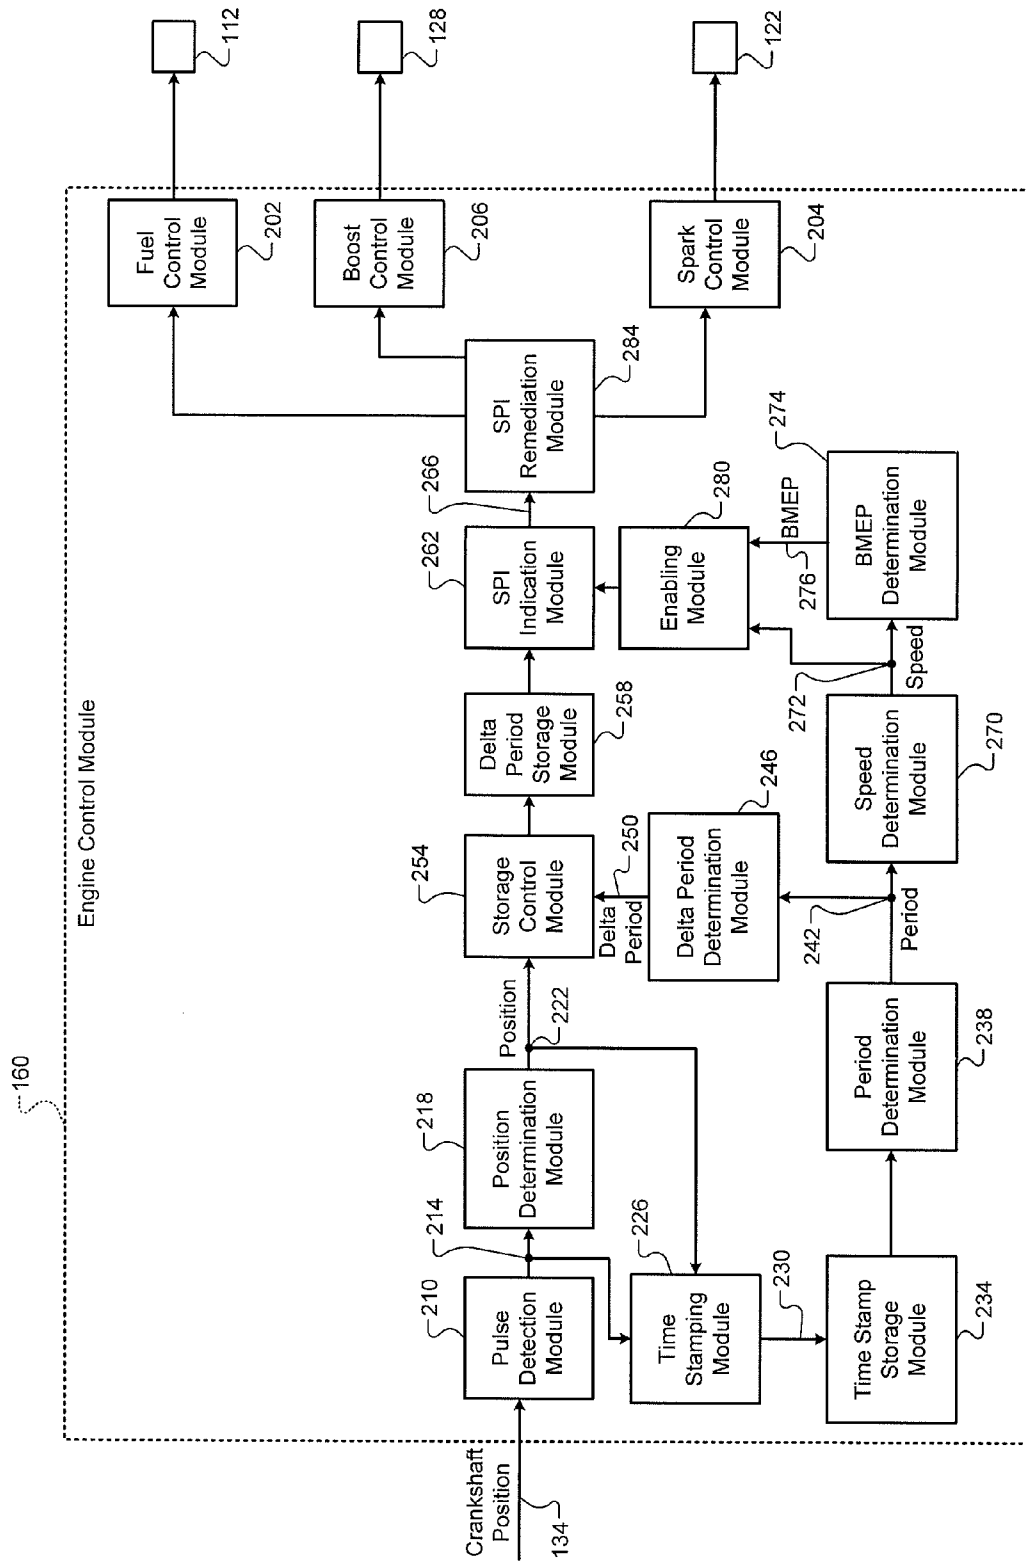 Engine Control Module
160
Crankshaft
Position
134
Pulse
Detection
Module
210
214
Position
Determination
Module
218
Position
222
Time
Stamping
Module
226
230
Time Stamp
Storage
Module
234
Period
Determination
Module
238
Period
242
Delta Period
Determination
Module
246
Delta
Period
250
Storage
Control
Module
254
Delta
Period
Storage
Module
258
SPI
Indication
Module
262
266
Speed
Determination
Module
270
Speed
272
BMEP
Determination
Module
274
BMEP
276
Enabling
Module
280
SPI
Remediation
Module
284
Fuel
Control
Module
202
Boost
Control
Module
206
Spark
Control
Module
204
112
128
122